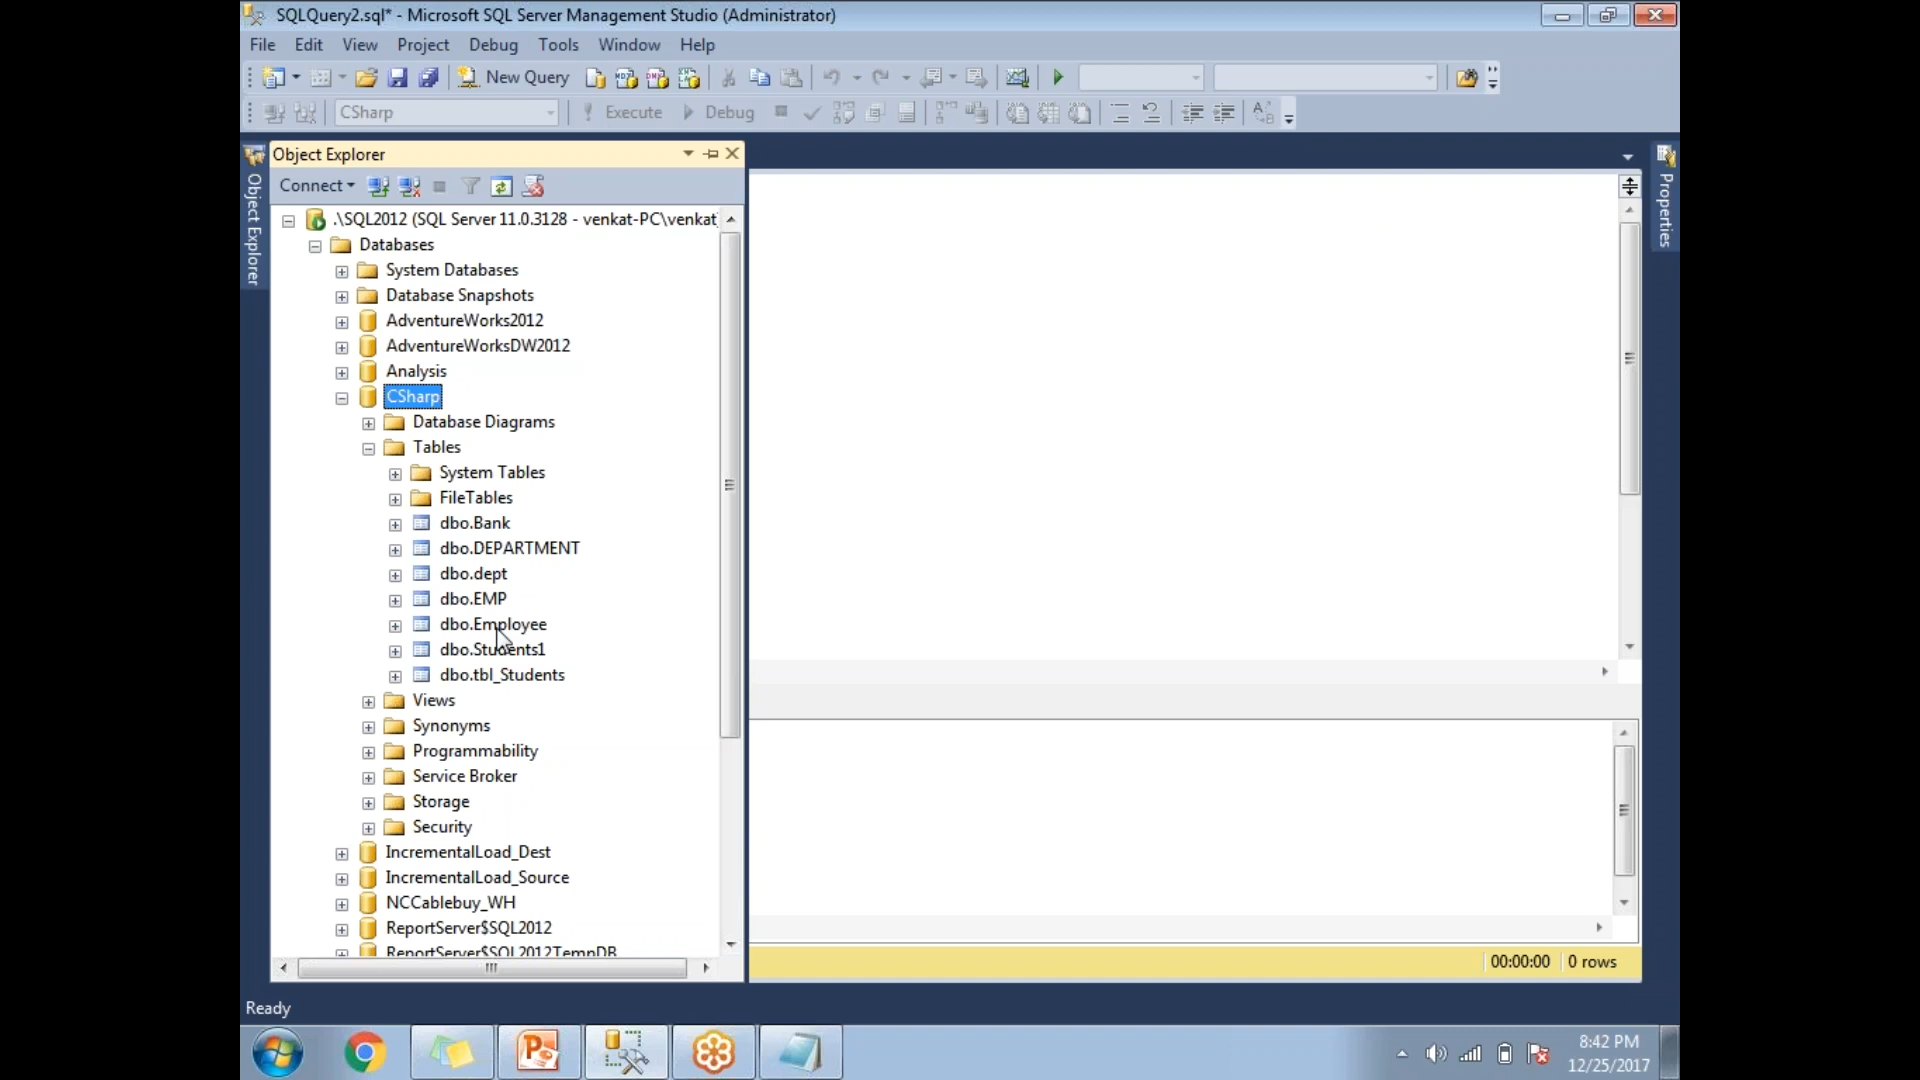 SQLQuery2.sql* - Microsoft SQL Server Management Studio (Administrator)
File Edit View Project Debug Tools Window Help
New Query
CSharp Execute Debug
Object Explorer
Object Explorer
Properties
Connect
.\SQL2012 (SQL Server 11.0.3128 - venkat-PC\venkat
Databases
System Databases
Database Snapshots
AdventureWorks2012
AdventureWorksDW2012
Analysis
CSharp
Database Diagrams
Tables
System Tables
FileTables
dbo.Bank
dbo.DEPARTMENT
dbo.dept
dbo.EMP
dbo.Employee
dbo.Students1
dbo.tbl_Students
Views
Synonyms
Programmability
Service Broker
Storage
Security
IncrementalLoad_Dest
IncrementalLoad_Source
NCCablebuy_WH
ReportServer$SQL2012
ReportServer$SQL2012TempDB
00:00:00 0 rows
Ready
8:42 PM
12/25/2017